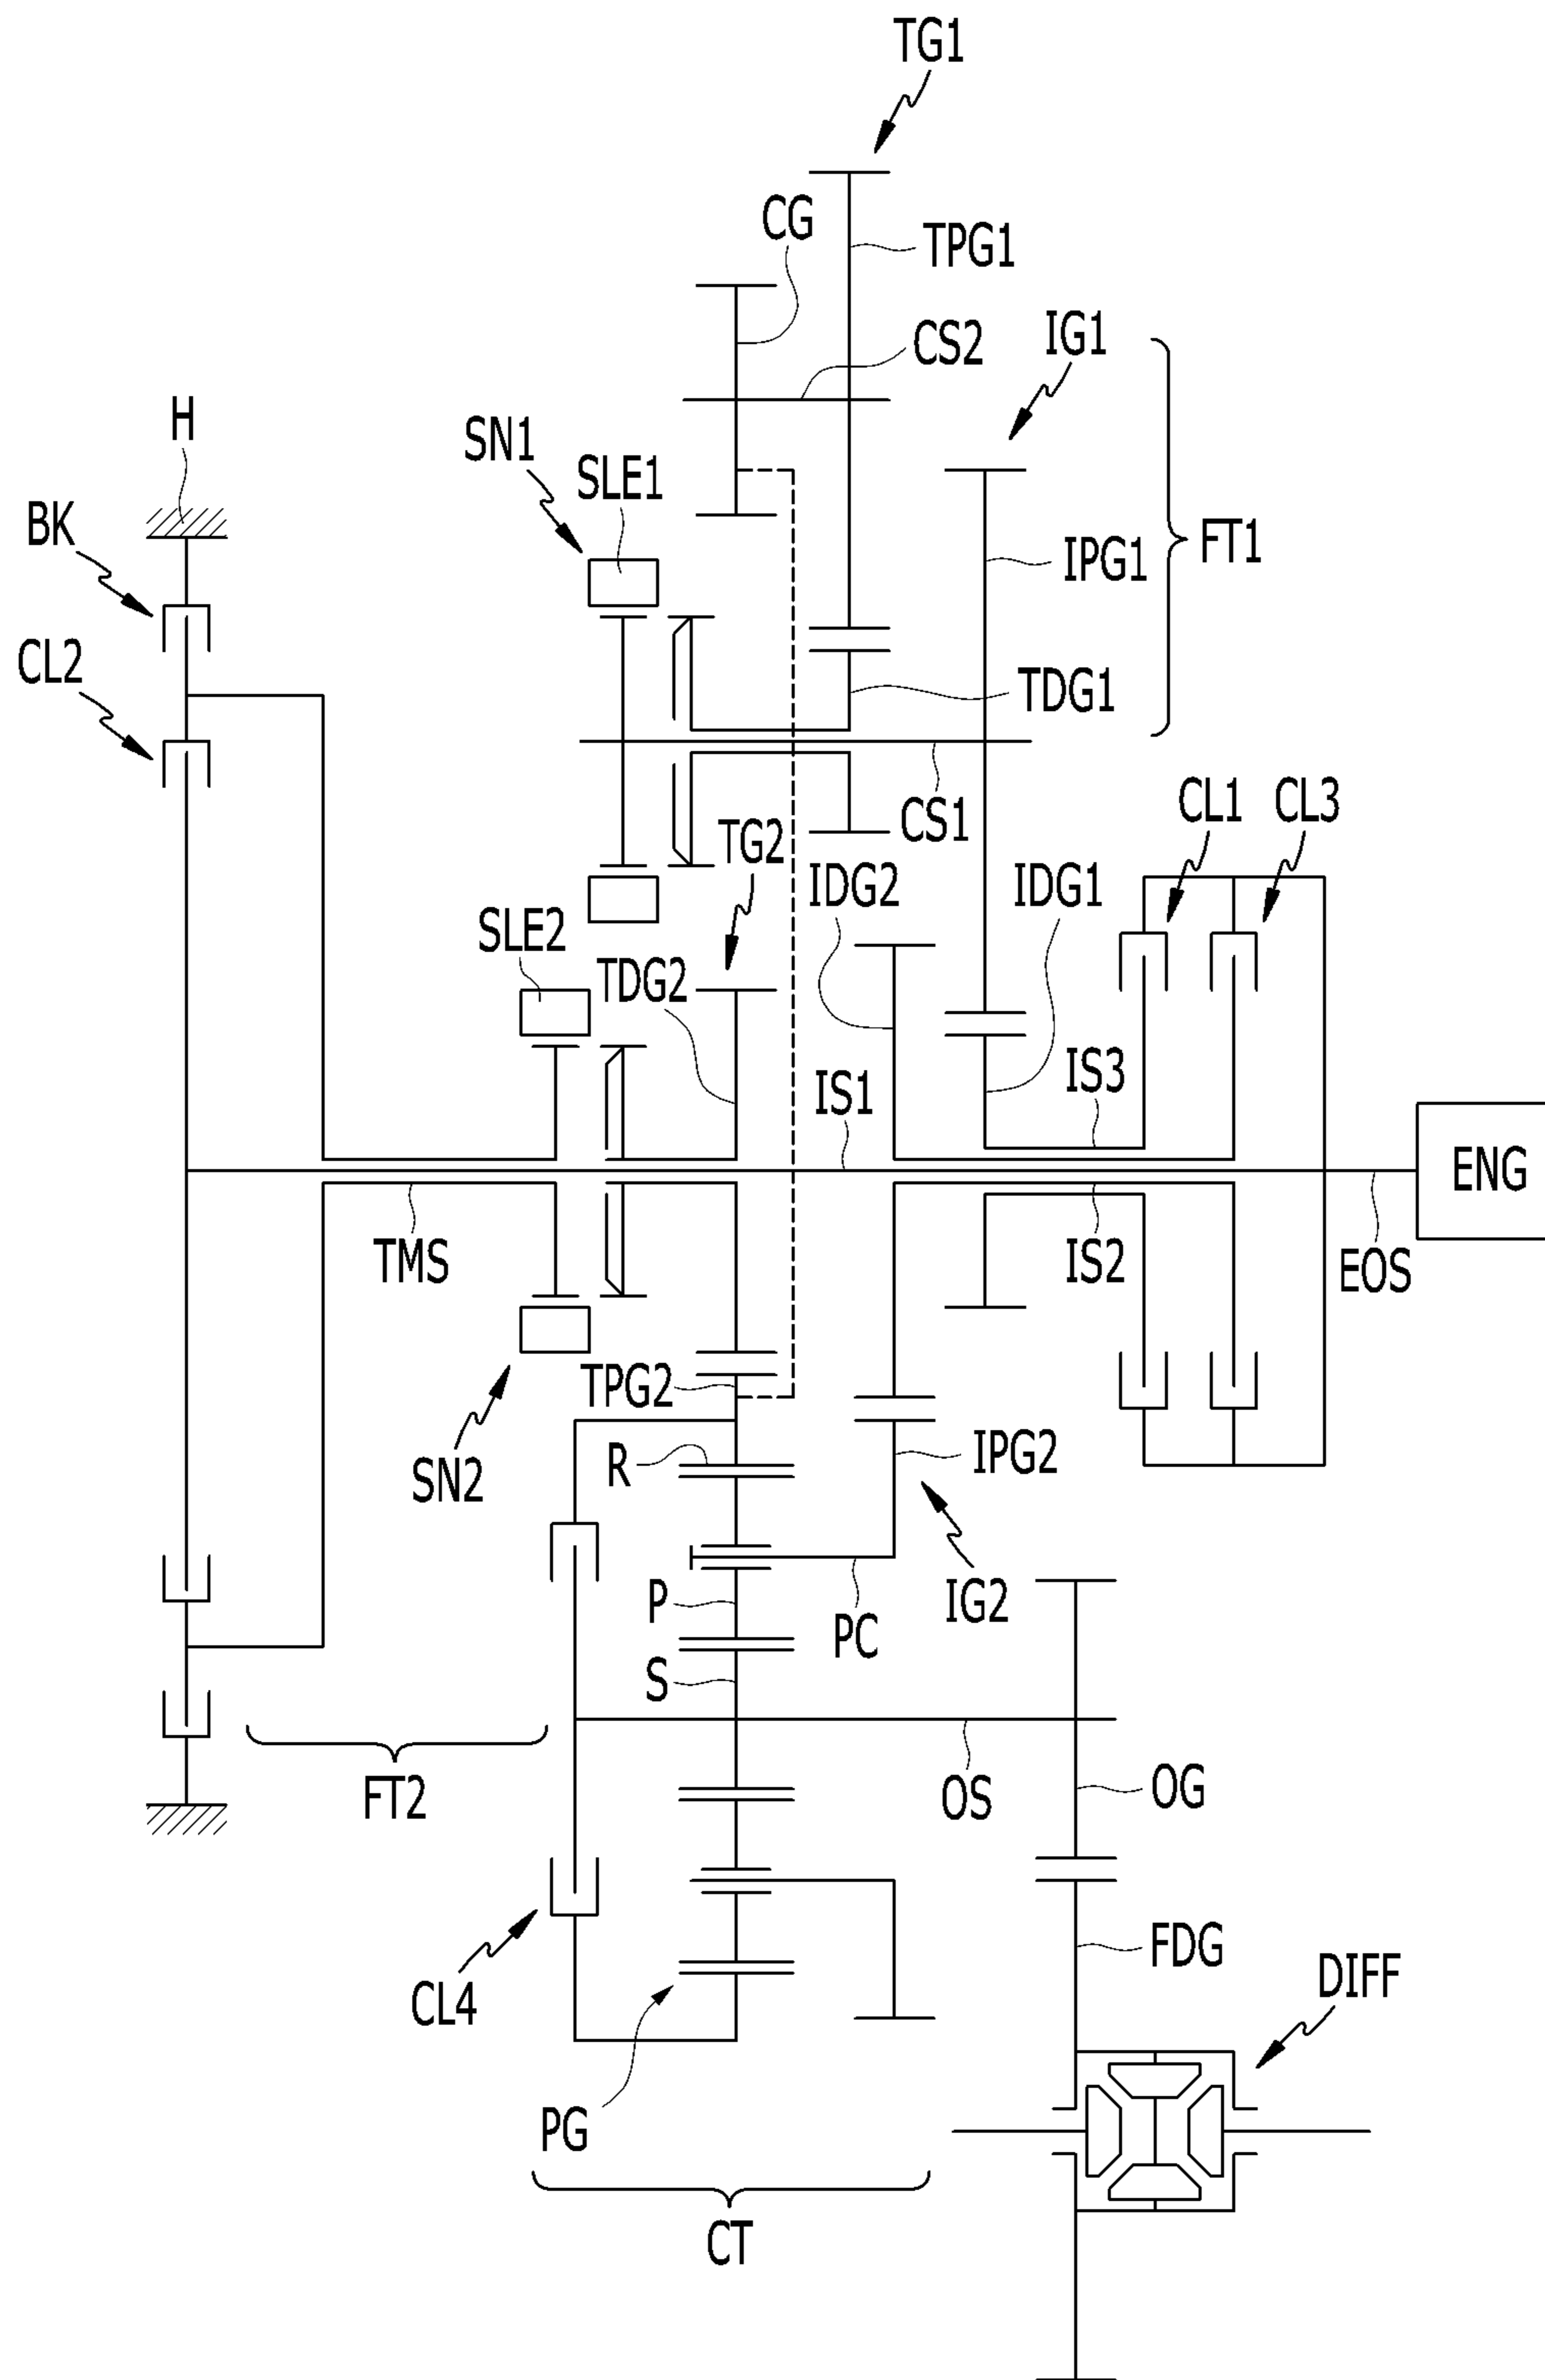 TG1
CG
TPG1
IG1
CS2
H
SN1
SLE1
BK
FT1
IPG1
CL2
TDG1
CL1
CL3
CS1
TG2
IDG2
IDG1
SLE2
TDG2
IS3
IS1
ENG
TMS
IS2
EOS
TPG2
R
IPG2
SN2
P
IG2
PC
S
FT2
OS
OG
FDG
DIFF
CL4
PG
CT